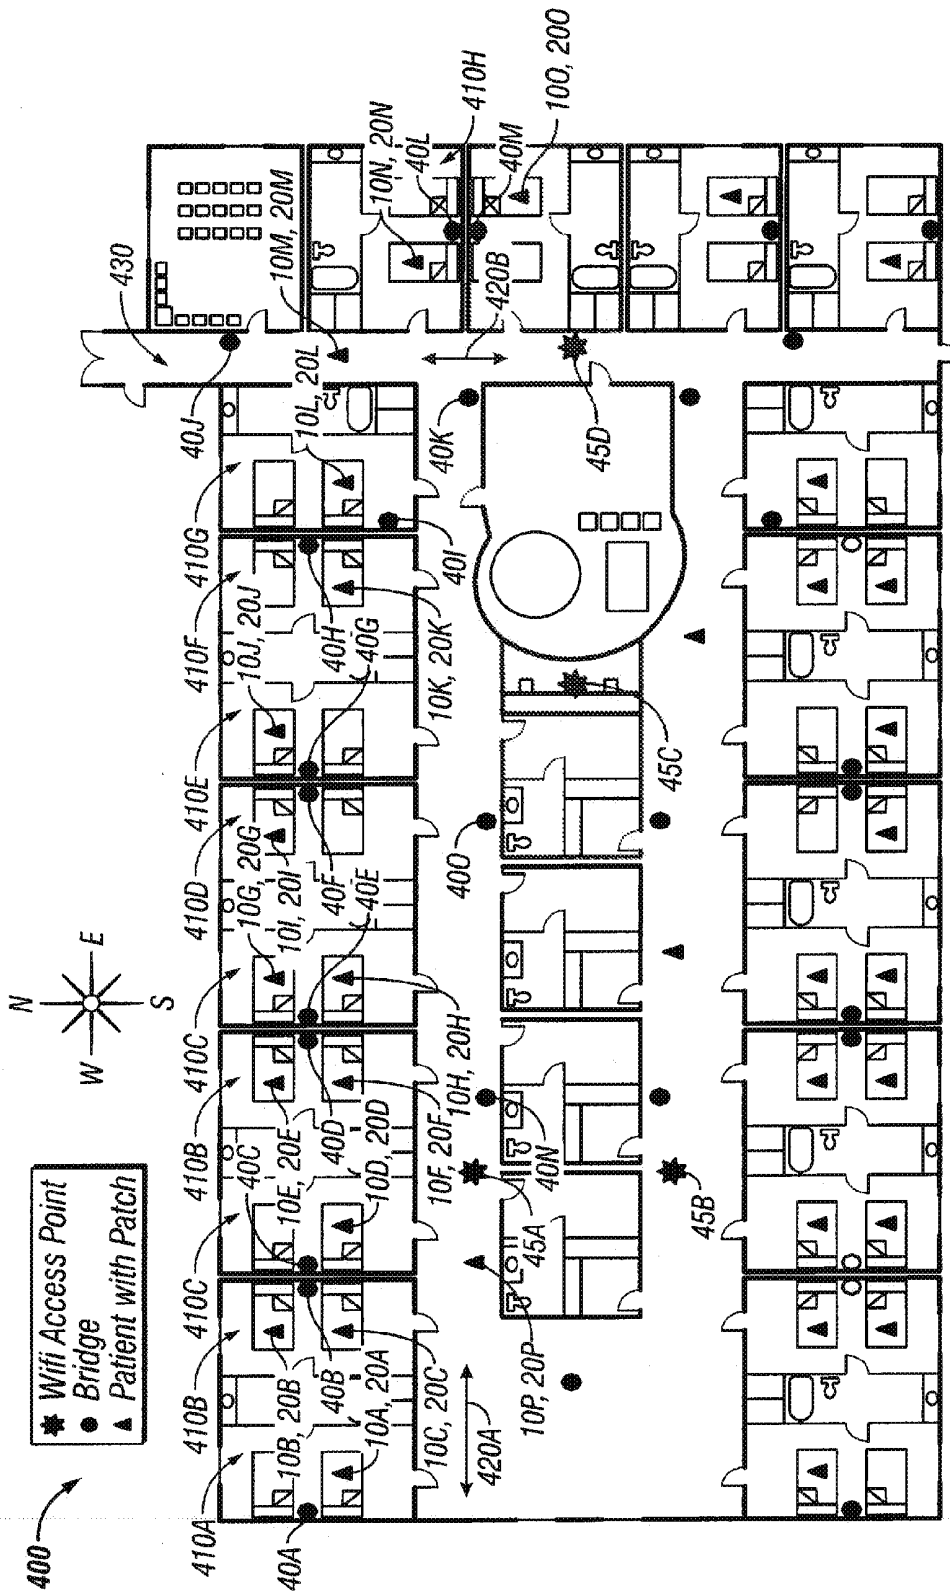 400
Wifi Access Point
Bridge
Patient with Patch
N
W
E
S
410A
410B
410C
410B
410C
410D
410E
410F
410G
40J
430
40A
10B, 20B
40B
10A, 20A
10C, 20C
40C
10E, 20E
40D
10D, 20D
10F, 20F
10H, 20H
10G, 20G
10I, 20I
40F
40E
10J, 20J
40H
40G
10K, 20K
40I
10L, 20L
10M, 20M
10N, 20N
40L
410H
420A
10P, 20P
45A
40N
40O
40K
420B
40M
10O, 20O
45B
45C
45D